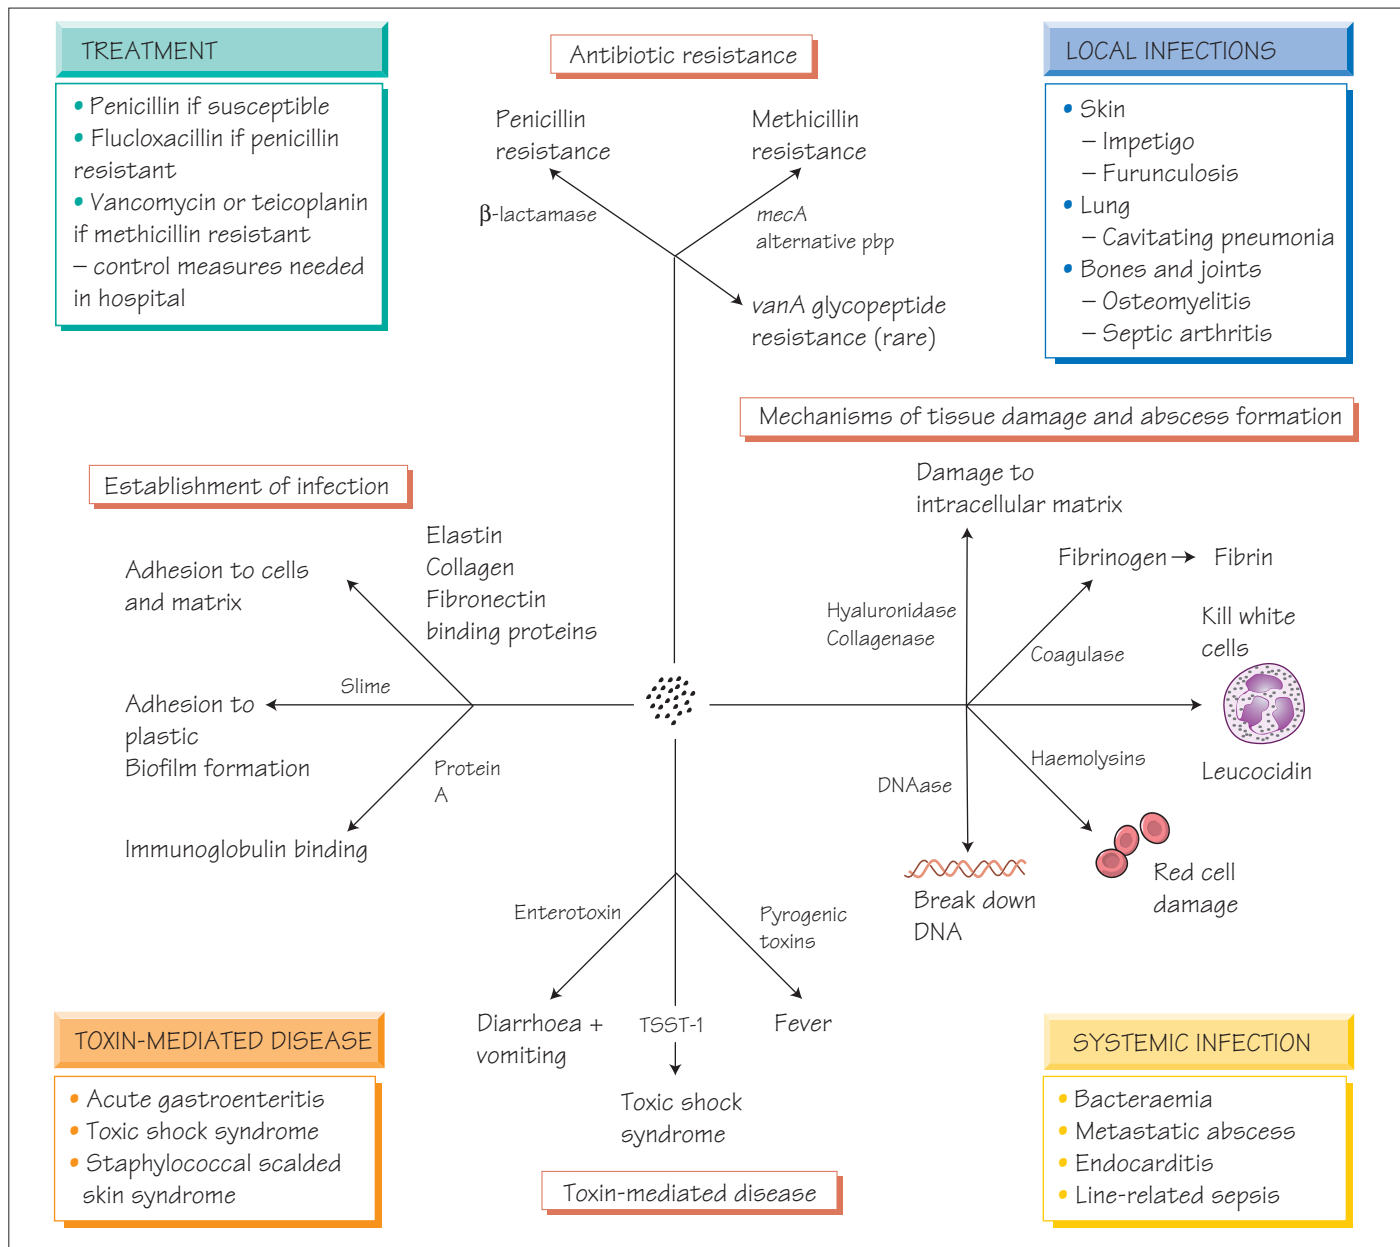 TREATMENT
• Penicillin if susceptible
• Flucloxacillin if penicillin
resistant
• Vancomycin or teicoplanin
if methicillin resistant
– control measures needed
in hospital
Antibiotic resistance
Penicillin
resistance
Methicillin
resistance
β-lactamase
mecA
alternative pbp
vanA glycopeptide
resistance (rare)
LOCAL INFECTIONS
• Skin
– Impetigo
– Furunculosis
• Lung
– Cavitating pneumonia
• Bones and joints
– Osteomyelitis
– Septic arthritis
Mechanisms of tissue damage and abscess formation
Damage to
intracellular matrix
Hyaluronidase
Collagenase
Fibrinogen → Fibrin
Coagulase
Kill white
cells
Leucocidin
Haemolysins
Red cell
damage
DNAase
Break down
DNA
Establishment of infection
Adhesion to cells
and matrix
Elastin
Collagen
Fibronectin
binding proteins
Slime
Adhesion to
plastic
Biofilm formation
Protein
A
Immunoglobulin binding
Enterotoxin
Pyrogenic
toxins
Diarrhoea +
vomiting
TSST-1
Fever
Toxic shock
syndrome
Toxin-mediated disease
TOXIN-MEDIATED DISEASE
• Acute gastroenteritis
• Toxic shock syndrome
• Staphylococcal scalded
skin syndrome
SYSTEMIC INFECTION
• Bacteraemia
• Metastatic abscess
• Endocarditis
• Line-related sepsis